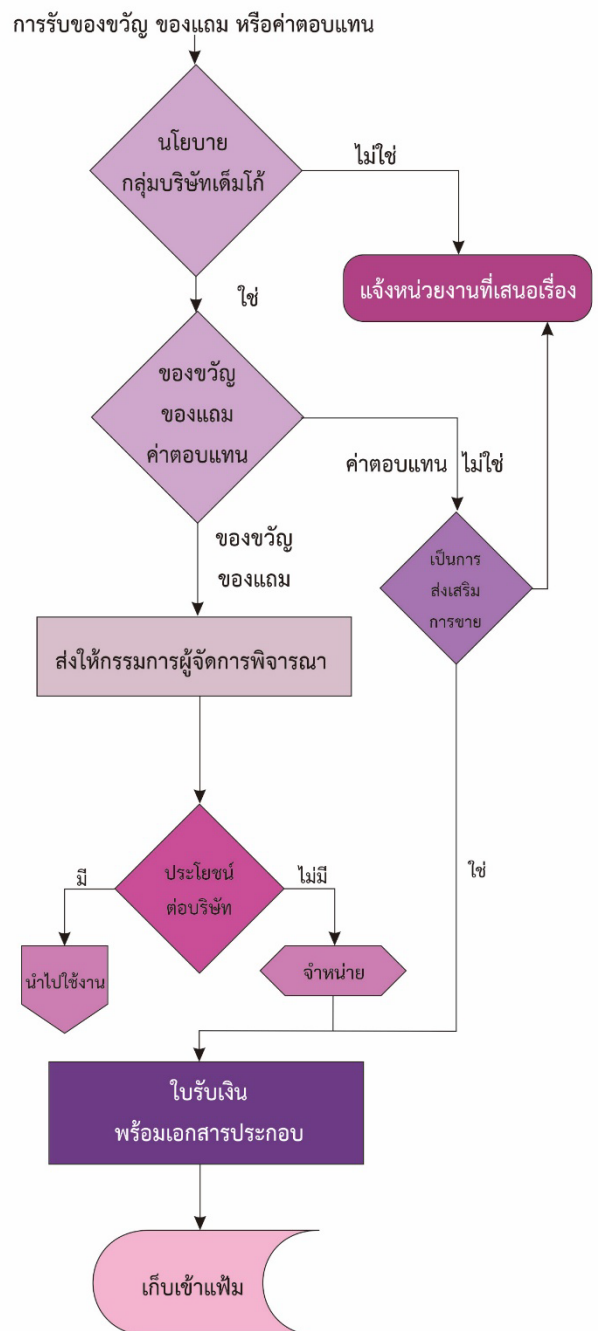 การรับของขวัญ ของแถม หรือค่าตอบแทน
นโยบาย
กลุ่มบริษัทเด็มโก้
ไม่ใช่
แจ้งหน่วยงานที่เสนอเรื่อง
ใช่
ของขวัญ
ของแถม
ค่าตอบแทน
ค่าตอบแทน ไม่ใช่
ของขวัญ
ของแถม
เป็นการ
ส่งเสริม
การขาย
ส่งให้กรรมการผู้จัดการพิจารณา
ประโยชน์
ต่อบริษัท
มี
ไม่มี
ใช่
นำไปใช้งาน
จำหน่าย
ใบรับเงิน
พร้อมเอกสารประกอบ
เก็บเข้าแฟ้ม